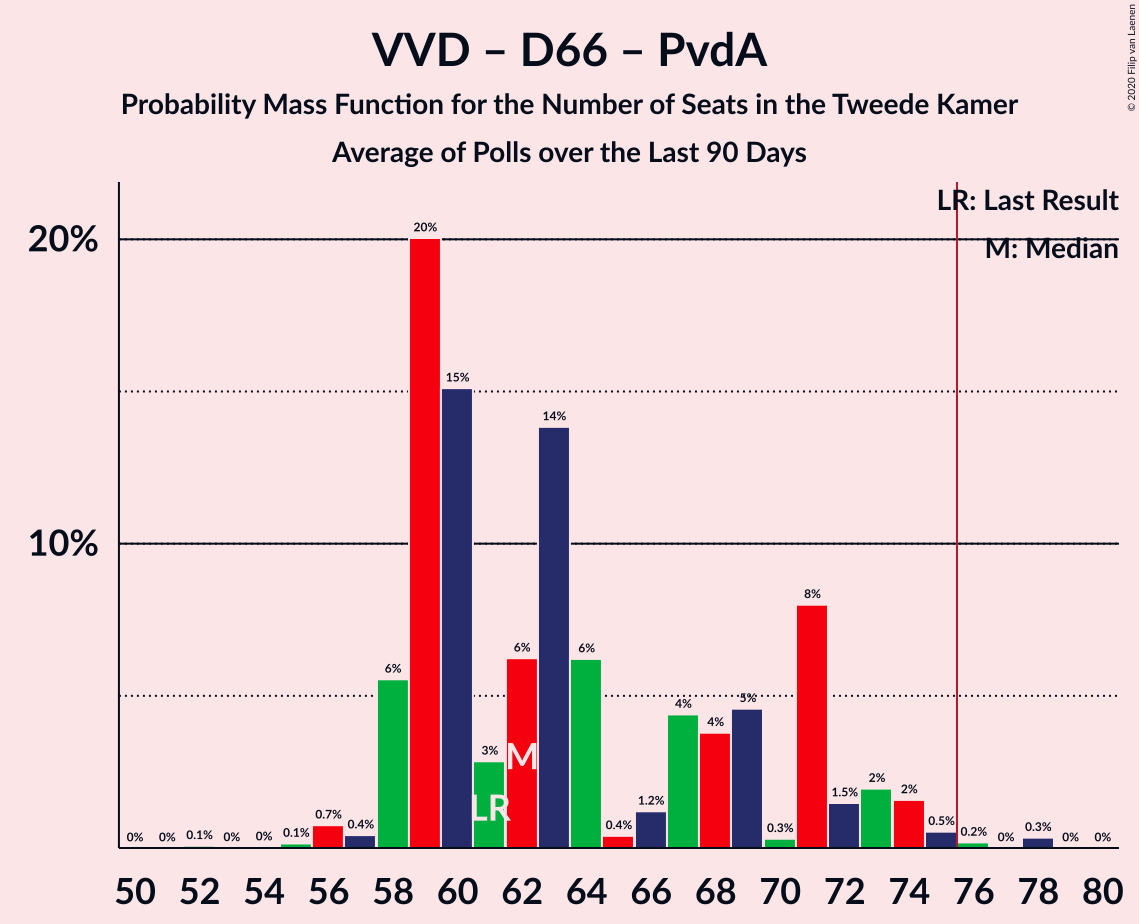 VVD – D66 – PvdA
Probability Mass Function for the Number of Seats in the Tweede Kamer
Average of Polls over the Last 90 Days
© 2020 Filip van Laenen
LR: Last Result
M: Median
20%
10%
0% 0% 0.1% 0% 0% 0.1% 0.7% 0.4% 6% 20% 15% 3% 6% 14% 6% 0.4% 1.2% 4% 4% 5% 0.3% 8% 1.5% 2% 2% 0.5% 0.2% 0% 0.3% 0% 0%
M
LR
50 52 54 56 58 60 62 64 66 68 70 72 74 76 78 80